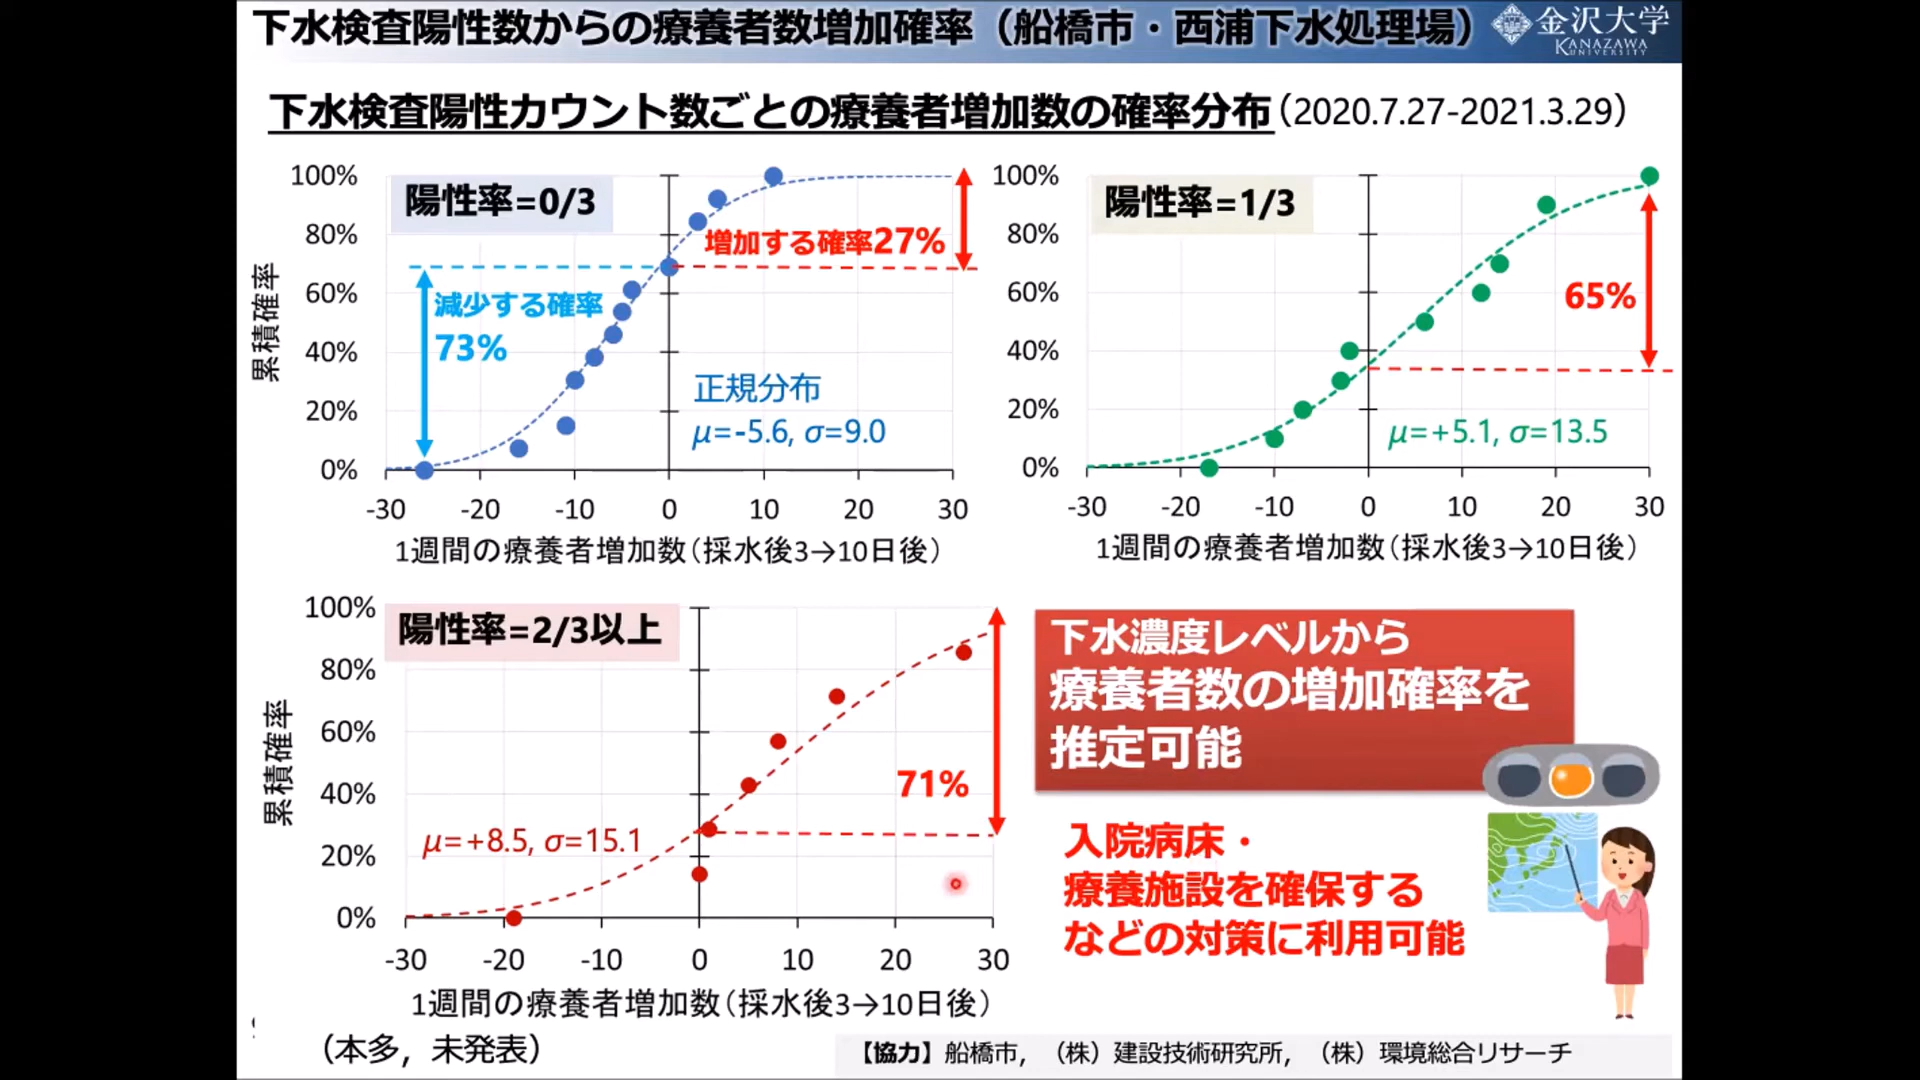 下水検査陽性数からの療養者数増加確率（船橋市・西浦下水処理場）
金沢大学
KANAZAWA
UNIVERSITY
下水検査陽性カウント数ごとの療養者増加数の確率分布（2020.7.27-2021.3.29）
陽性率=0/3
100%
80%
60%
40%
20%
0%
累積確率
増加する確率27%
減少する確率
73%
正規分布
μ=-5.6, σ=9.0
-30 -20 -10 0 10 20 30
1週間の療養者増加数（採水後3→10日後）
陽性率=1/3
100%
80%
60%
40%
20%
0%
65%
μ=+5.1, σ=13.5
-30 -20 -10 0 10 20 30
1週間の療養者増加数（採水後3→10日後）
陽性率=2/3以上
100%
80%
60%
40%
20%
0%
累積確率
71%
μ=+8.5, σ=15.1
-30 -20 -10 0 10 20 30
1週間の療養者増加数（採水後3→10日後）
下水濃度レベルから
療養者数の増加確率を
推定可能
入院病床・
療養施設を確保する
などの対策に利用可能
（本多，未発表）
【協力】船橋市，（株）建設技術研究所，（株）環境総合リサーチ